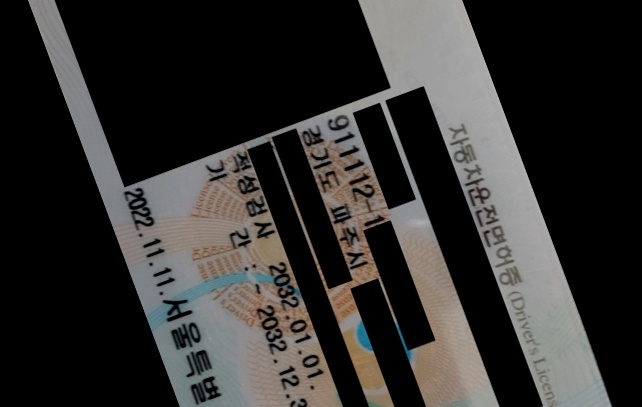 자동차운전면허증 (Driver's Licens
911112-1
경기도 파주시
적성검사 2032.01.01.
기 간 : ~ 2032.12.3
2022.11.11. 서울특별